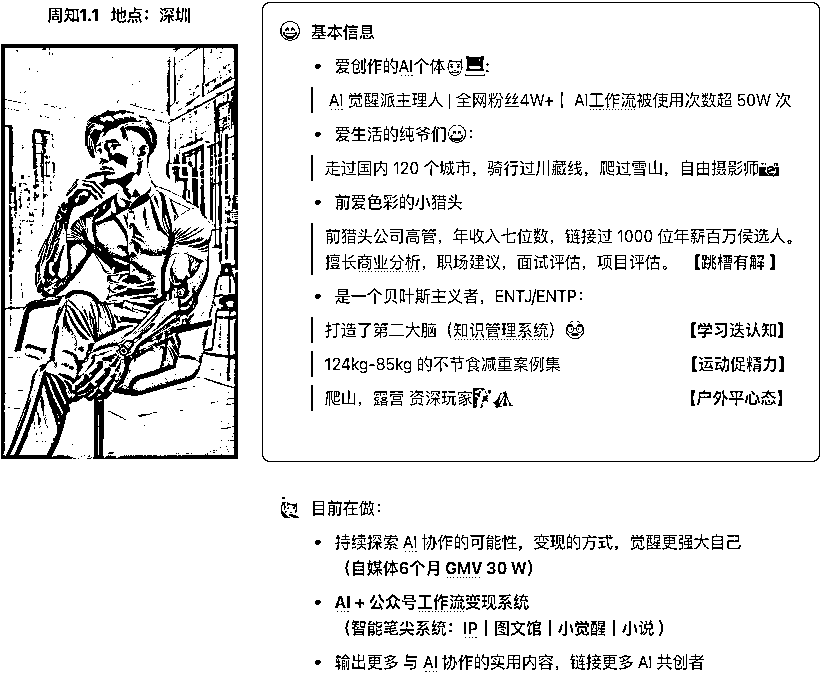 周知1.1 地点：深圳
基本信息
• 爱创作的AI个体：
AI 觉醒派主理人 | 全网粉丝4W+ | AI工作流被使用次数超 50W 次
• 爱生活的纯爷们：
走过国内 120 个城市，骑行过川藏线，爬过雪山，自由摄影师
• 前爱色彩的小猎头
前猎头公司高管，年收入七位数，链接过 1000 位年薪百万侯选人。
擅长商业分析，职场建议，面试评估，项目评估。 【跳槽有解 】
• 是一个贝叶斯主义者，ENTJ/ENTP：
打造了第二大脑（知识管理系统） 【学习迭认知】
124kg-85kg 的不节食减重案例集 【运动促精力】
爬山，露营 资深玩家 【户外平心态】
目前在做：
• 持续探索 AI 协作的可能性，变现的方式，觉醒更强大自己
（自媒体6个月 GMV 30 W）
• AI + 公众号工作流变现系统
（智能笔尖系统：IP | 图文馆 | 小觉醒 | 小说 ）
• 输出更多 与 AI 协作的实用内容，链接更多 AI 共创者